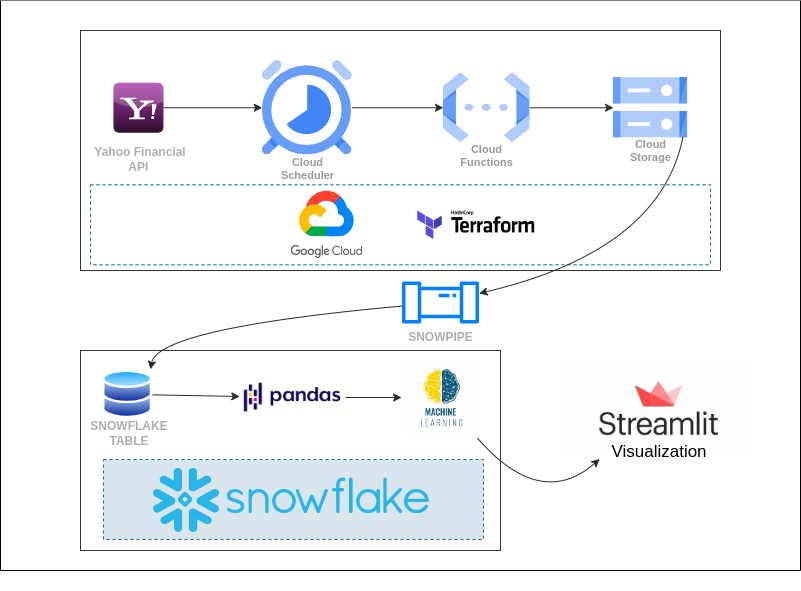 Y!
Yahoo Financial
API
Cloud
Scheduler
Cloud
Functions
Cloud
Storage
Google Cloud
HashiCorp
Terraform
SNOWPIPE
SNOWFLAKE
TABLE
pandas
MACHINE
LEARNING
Streamlit
Visualization
snowflake